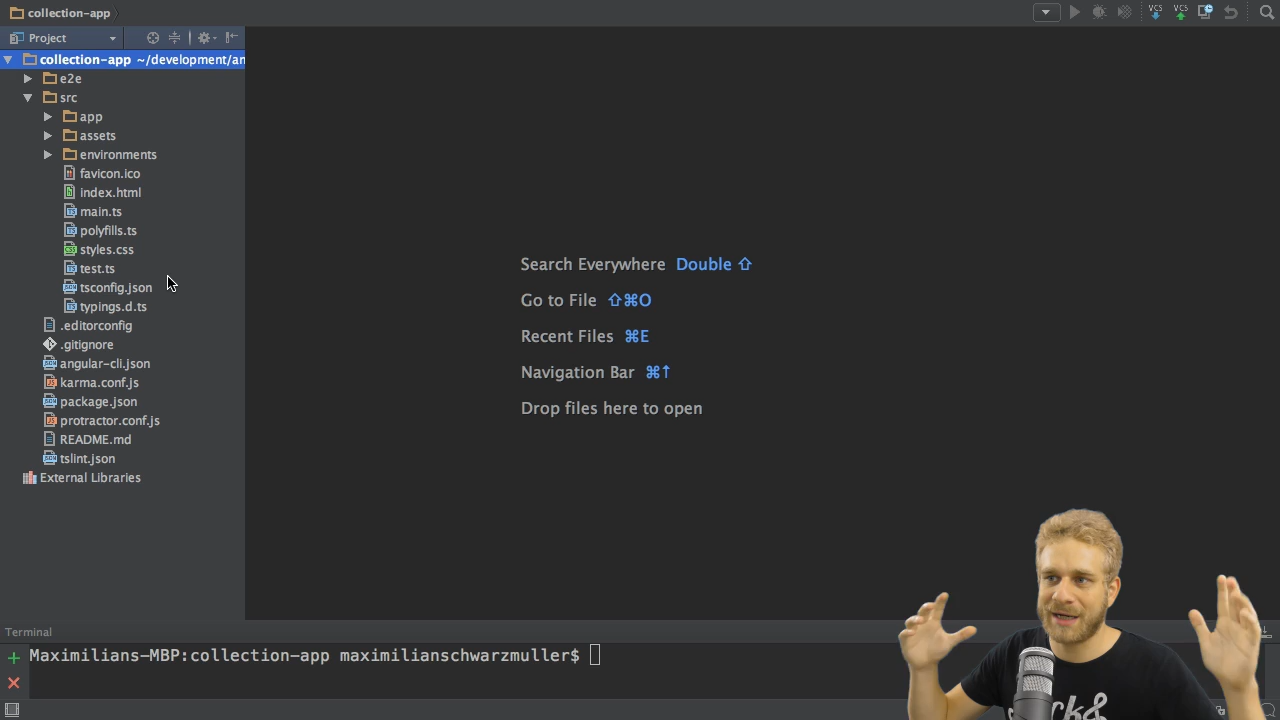 collection-app
VCS
VCS
Project
collection-app ~/development/an
e2e
src
app
assets
environments
favicon.ico
index.html
main.ts
polyfills.ts
styles.css
test.ts
tsconfig.json
typings.d.ts
.editorconfig
.gitignore
angular-cli.json
karma.conf.js
package.json
protractor.conf.js
README.md
tslint.json
External Libraries
Search Everywhere Double ⇧
Go to File ⇧⌘O
Recent Files ⌘E
Navigation Bar ⌘↑
Drop files here to open
Terminal
Maximilians-MBP:collection-app maximilianschwarzmuller$